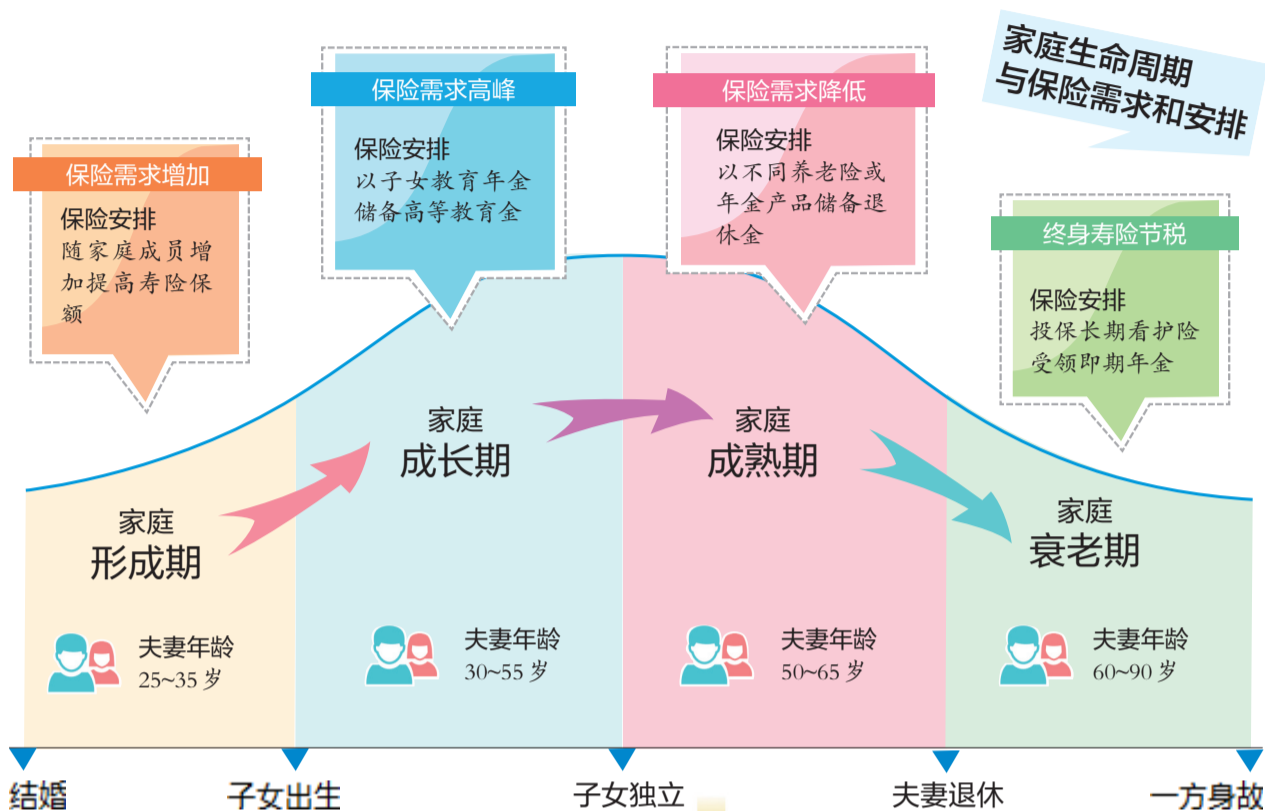 家庭生命周期
与保险需求和安排
保险需求增加
保险安排
随家庭成员增
加提高寿险保
额
保险需求高峰
保险安排
以子女教育年金
储备高等教育金
保险需求降低
保险安排
以不同养老险或
年金产品储备退
休金
终身寿险节税
保险安排
投保长期看护险
受领即期年金
家庭
形成期
夫妻年龄
25~35 岁
家庭
成长期
夫妻年龄
30~55 岁
家庭
成熟期
夫妻年龄
50~65 岁
家庭
衰老期
夫妻年龄
60~90 岁
结婚
子女出生
子女独立
夫妻退休
一方身故